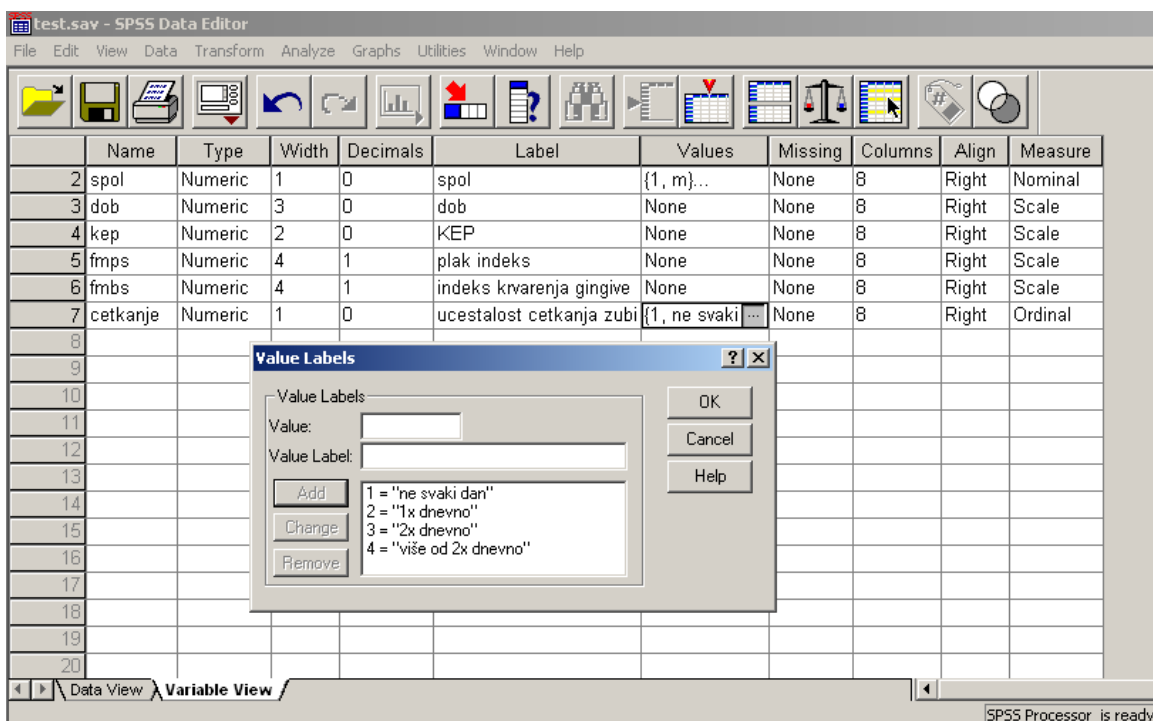 test.sav - SPSS Data Editor
File Edit View Data Transform Analyze Graphs Utilities Window Help
Name Type Width Decimals Label Values Missing Columns Align Measure
2 spol Numeric 1 0 spol {1, m}... None 8 Right Nominal
3 dob Numeric 3 0 dob None None 8 Right Scale
4 kep Numeric 2 0 KEP None None 8 Right Scale
5 fmps Numeric 4 1 plak indeks None None 8 Right Scale
6 fmbs Numeric 4 1 indeks krvarenja gingive None None 8 Right Scale
7 cetkanje Numeric 1 0 ucestalost cetkanja zubi {1, ne svaki ... None 8 Right Ordinal
8
9
10
11
12
13
14
15
16
17
18
19
20
Value Labels
Value Labels
Value:
Value Label:
Add
Change
Remove
1 = "ne svaki dan"
2 = "1x dnevno"
3 = "2x dnevno"
4 = "više od 2x dnevno"
OK
Cancel
Help
Data View Variable View
SPSS Processor is ready